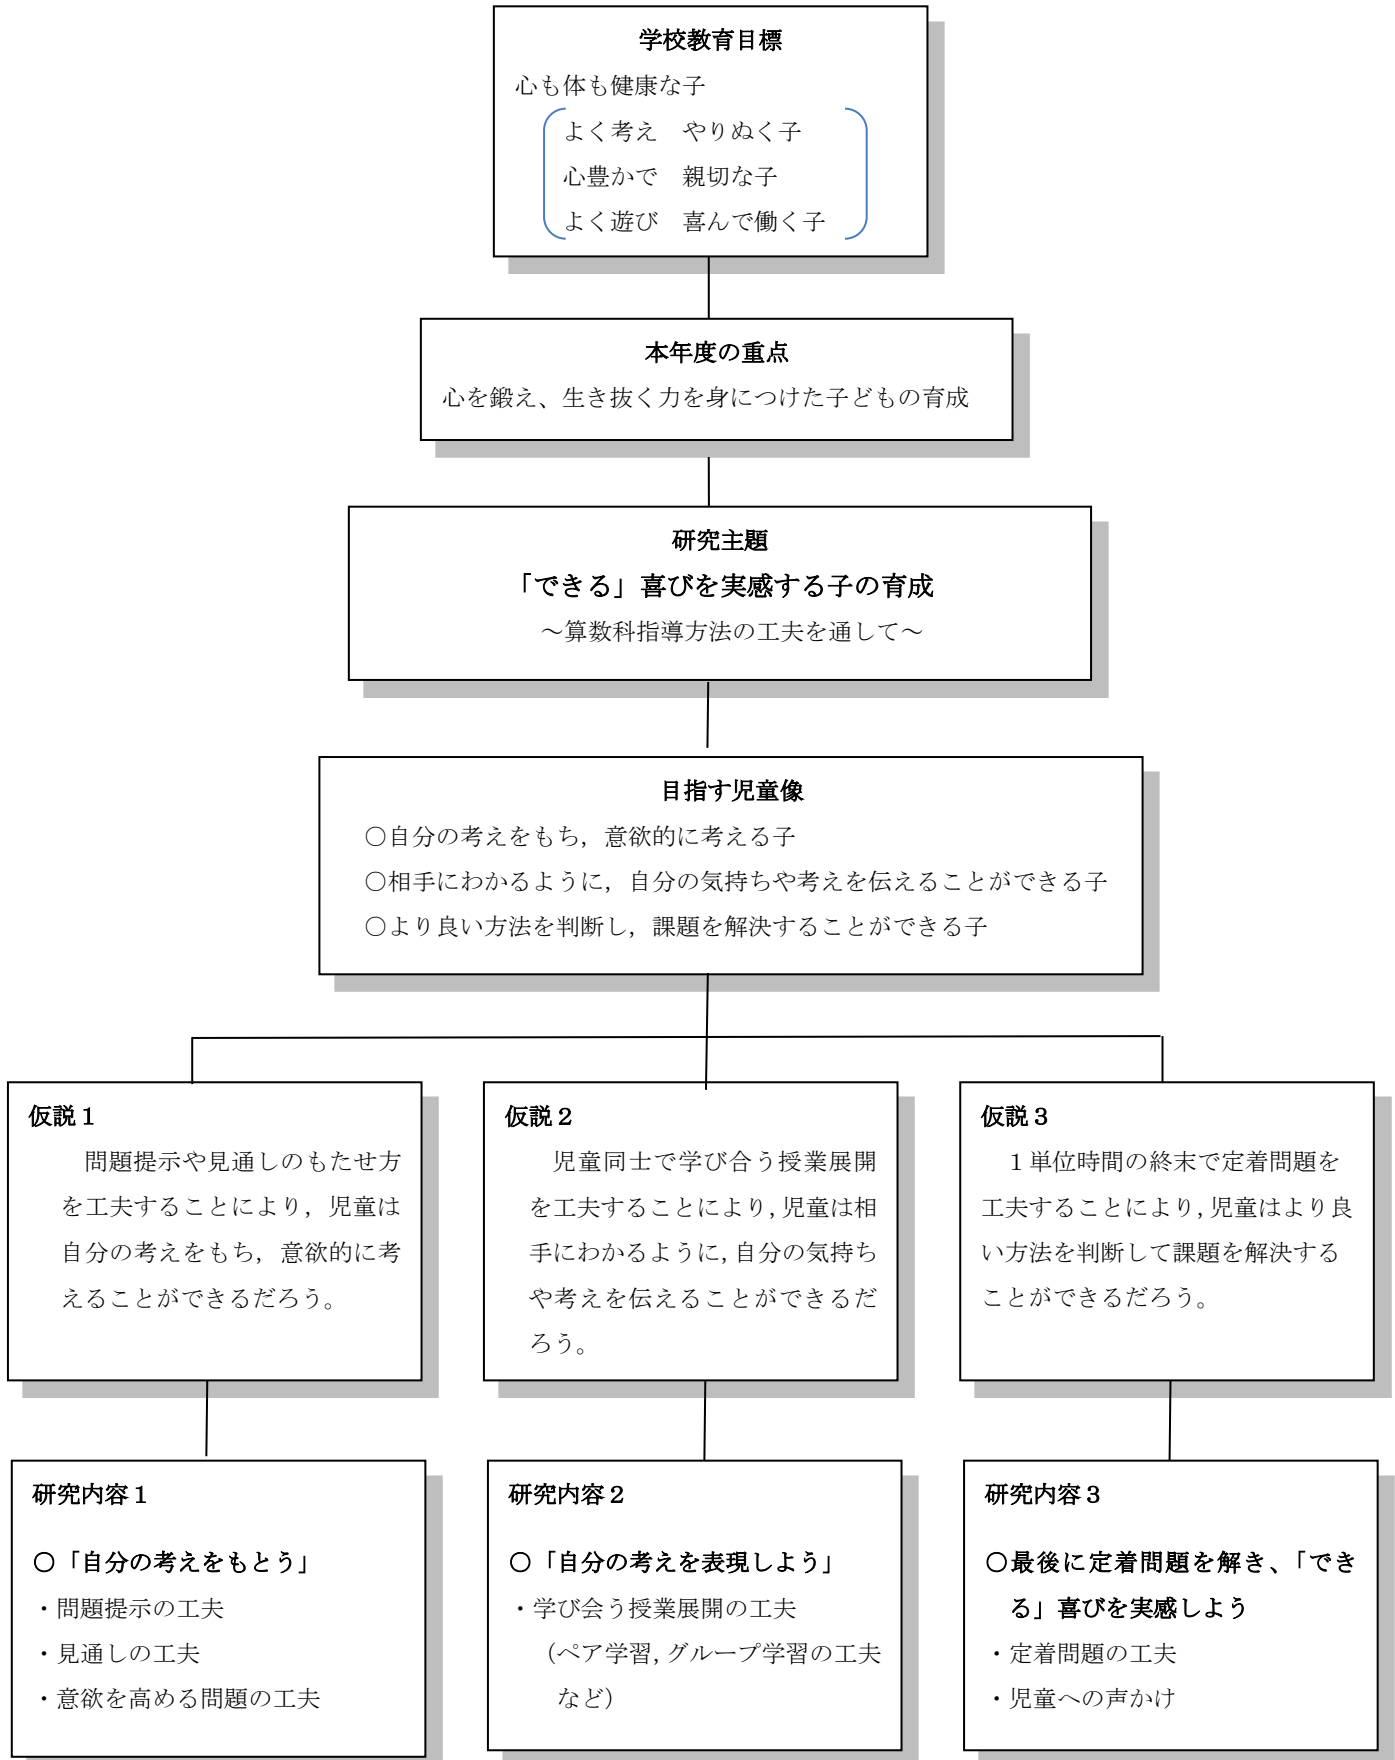 学校教育目標
心も体も健康な子
よく考え　やりぬく子
心豊かで　親切な子
よく遊び　喜んで働く子
本年度の重点
心を鍛え、生き抜く力を身につけた子どもの育成
研究主題
「できる」喜びを実感する子の育成
～算数科指導方法の工夫を通して～
目指す児童像
○自分の考えをもち，意欲的に考える子
○相手にわかるように，自分の気持ちや考えを伝えることができる子
○より良い方法を判断し，課題を解決することができる子
仮説１
問題提示や見通しのもたせ方
を工夫することにより，児童は
自分の考えをもち，意欲的に考
えることができるだろう。
仮説２
児童同士で学び合う授業展開
を工夫することにより,児童は相
手にわかるように,自分の気持ち
や考えを伝えることができるだ
ろう。
仮説３
１単位時間の終末で定着問題を
工夫することにより,児童はより良
い方法を判断して課題を解決する
ことができるだろう。
研究内容１
○「自分の考えをもとう」
・問題提示の工夫
・見通しの工夫
・意欲を高める問題の工夫
研究内容２
○「自分の考えを表現しよう」
・学び会う授業展開の工夫
（ペア学習,グループ学習の工夫
など）
研究内容３
○最後に定着問題を解き、「でき
る」喜びを実感しよう
・定着問題の工夫
・児童への声かけ